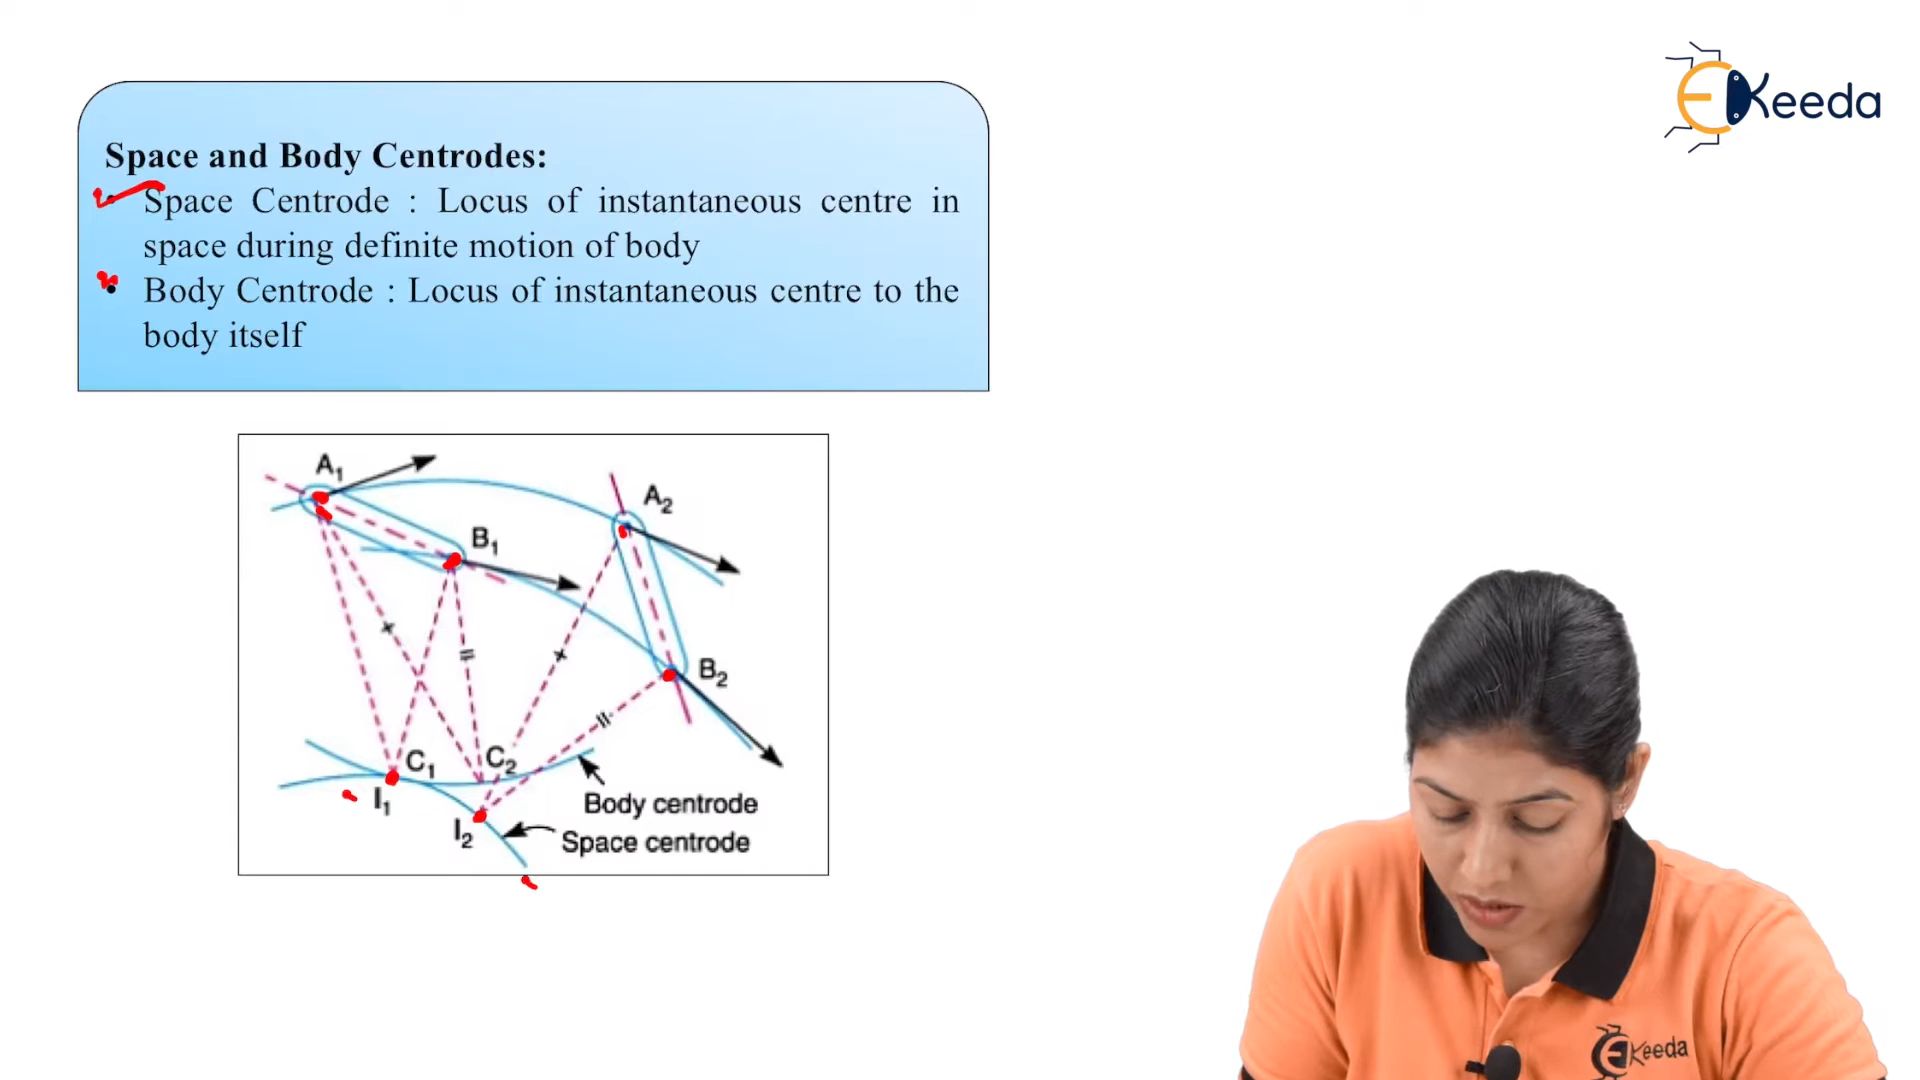 Keeda
Space and Body Centrodes:
• Space Centrode : Locus of instantaneous centre in
space during definite motion of body
• Body Centrode : Locus of instantaneous centre to the
body itself
A1
A2
B1
B2
C1
C2
I1
I2
Body centrode
Space centrode
Keeda